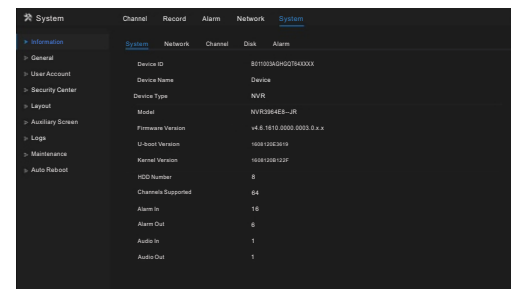 System Channel Record Alarm Network System
Information
General
User Account
Security Center
Layout
Auxiliary Screen
Logs
Maintenance
Auto Reboot
System Network Channel Disk Alarm
Device ID B011003AGHGQT64XXXX
Device Name Device
Device Type NVR
Model NVR3964E8--JR
Firmware Version v4.6.1610.0000.0003.0.x.x
U-boot Version 1608120E3619
Kernel Version 1608120B122F
HDD Number 8
Channels Supported 64
Alarm In 16
Alarm Out 6
Audio In 1
Audio Out 1